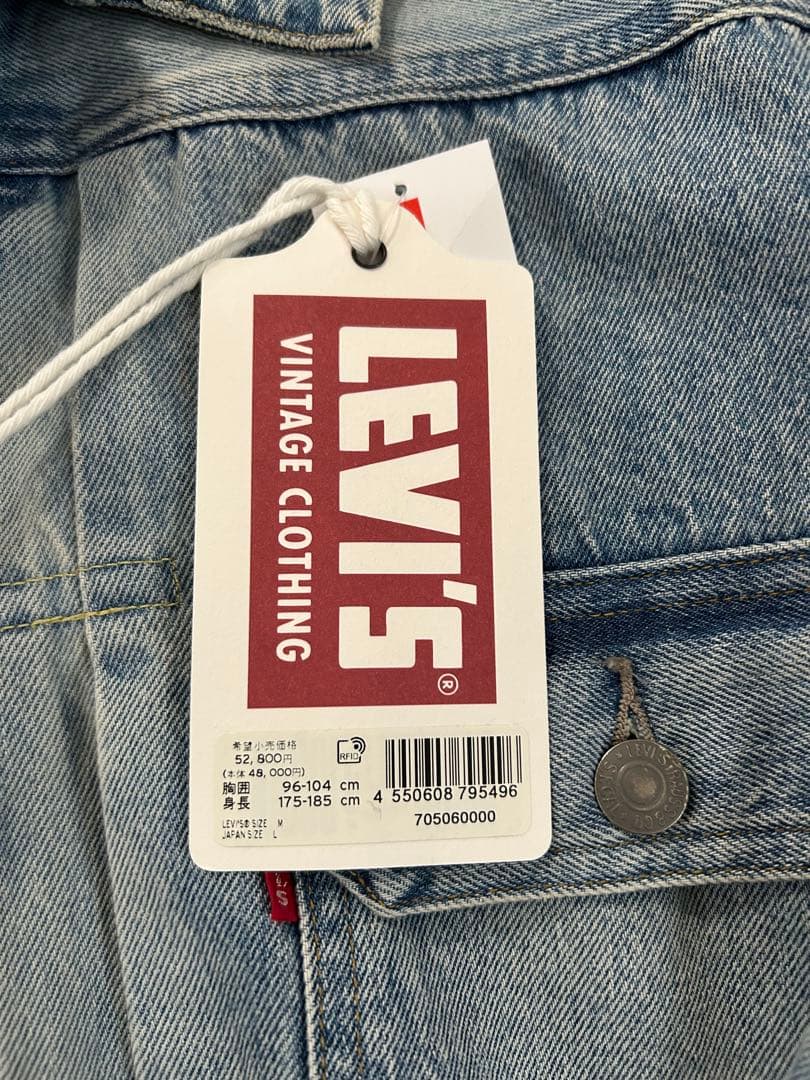 LEVI'S®
VINTAGE CLOTHING
希望小売価格
52,800円
(本体 48,000円)
胸囲 96-104 cm
身長 175-185 cm
LEVI'S® SIZE M
JAPAN SIZE L
RFID
4 550608 795496
705060000